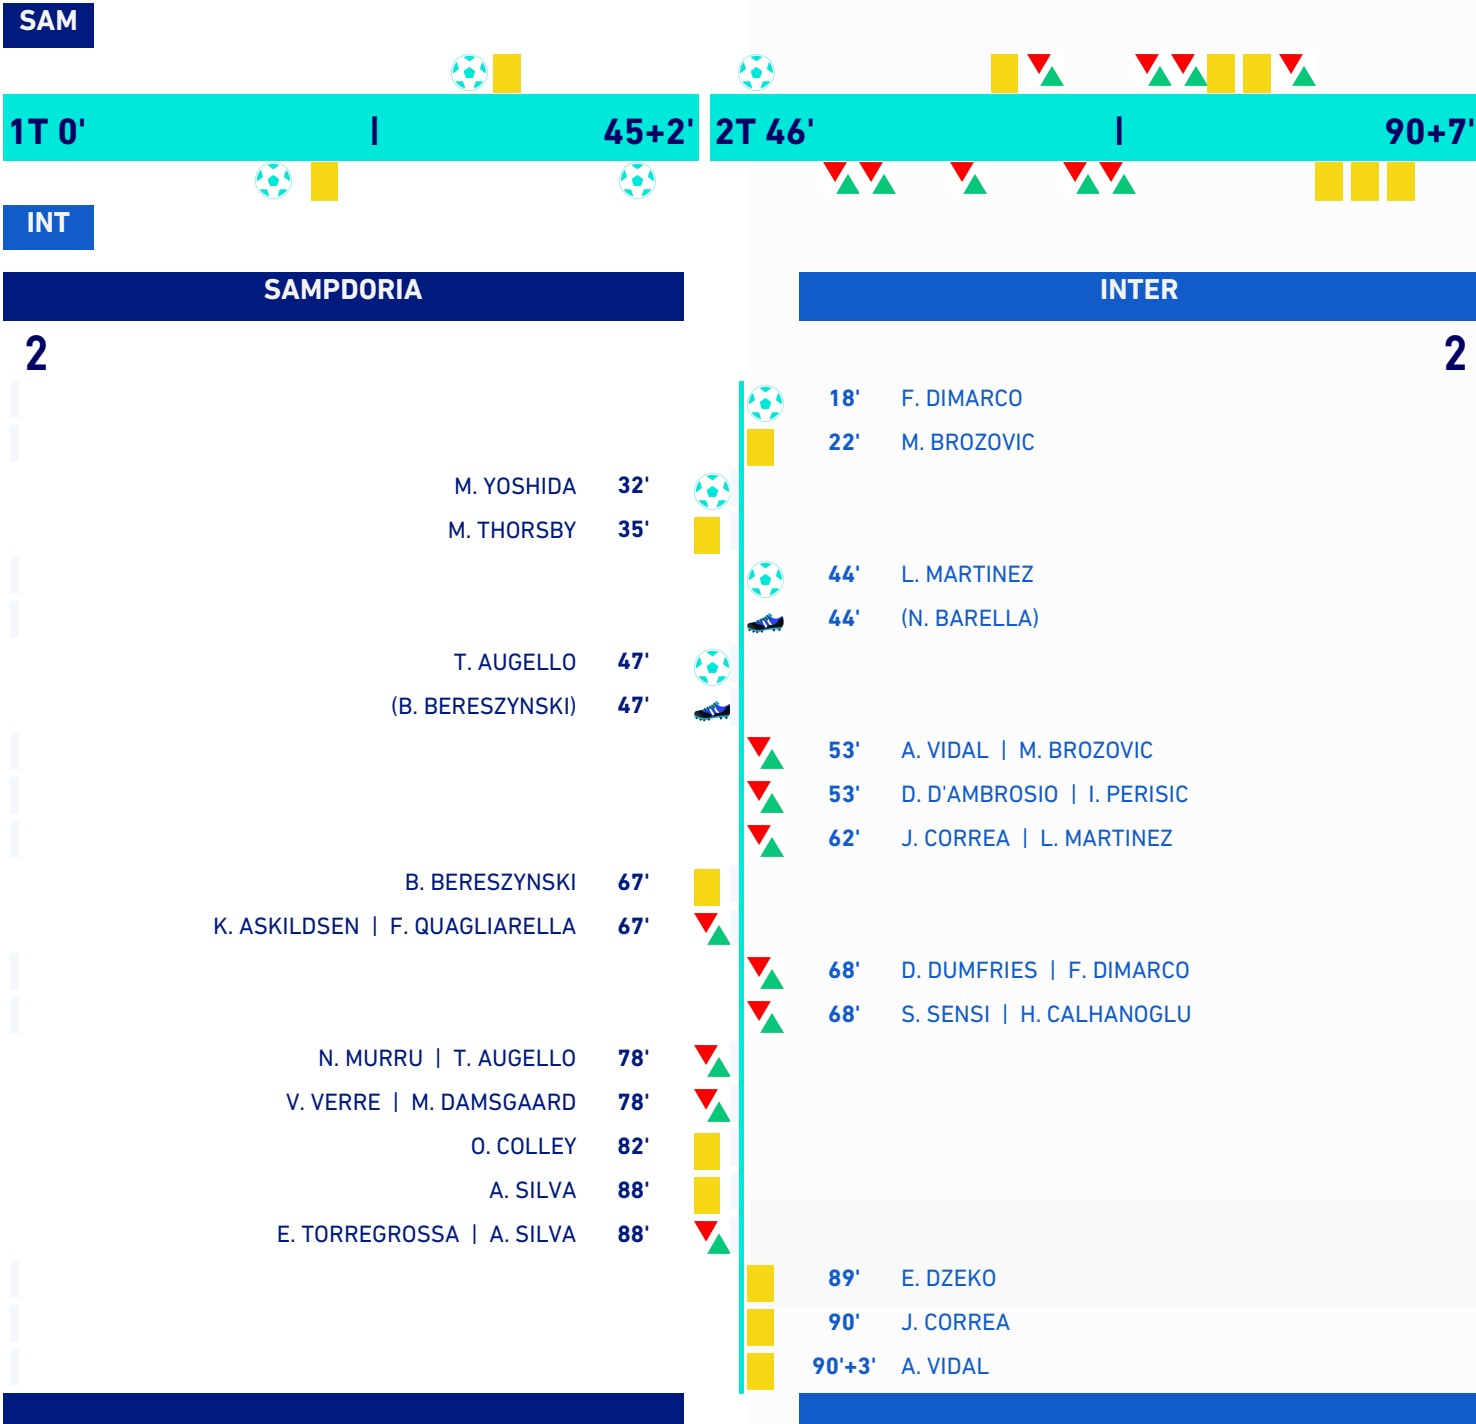 SAM
1T 0' | 45+2' 2T 46' | 90+7'
INT
SAMPDORIA INTER
2 2
18' F. DIMARCO
22' M. BROZOVIC
M. YOSHIDA 32'
M. THORSBY 35'
44' L. MARTINEZ
44' (N. BARELLA)
T. AUGELLO 47'
(B. BERESZYNSKI) 47'
53' A. VIDAL | M. BROZOVIC
53' D. D'AMBROSIO | I. PERISIC
62' J. CORREA | L. MARTINEZ
B. BERESZYNSKI 67'
K. ASKILDSEN | F. QUAGLIARELLA 67'
68' D. DUMFRIES | F. DIMARCO
68' S. SENSI | H. CALHANOGLU
N. MURRU | T. AUGELLO 78'
V. VERRE | M. DAMSGAARD 78'
O. COLLEY 82'
A. SILVA 88'
E. TORREGROSSA | A. SILVA 88'
89' E. DZEKO
90' J. CORREA
90'+3' A. VIDAL